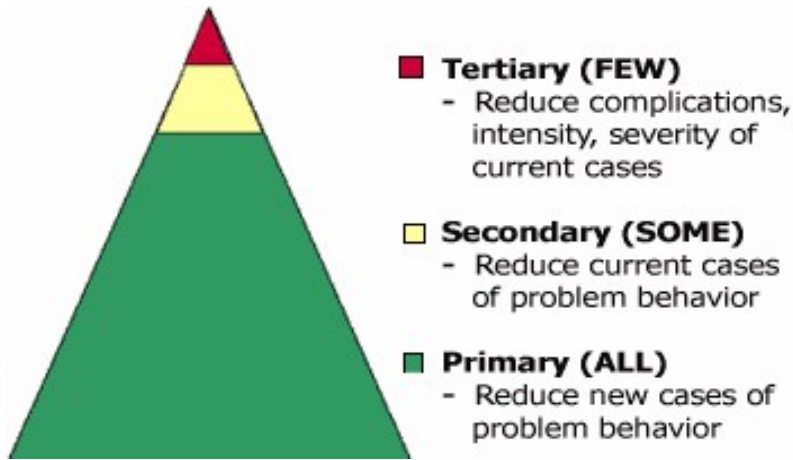 Tertiary (FEW)
- Reduce complications,
intensity, severity of
current cases
Secondary (SOME)
- Reduce current cases
of problem behavior
Primary (ALL)
- Reduce new cases of
problem behavior